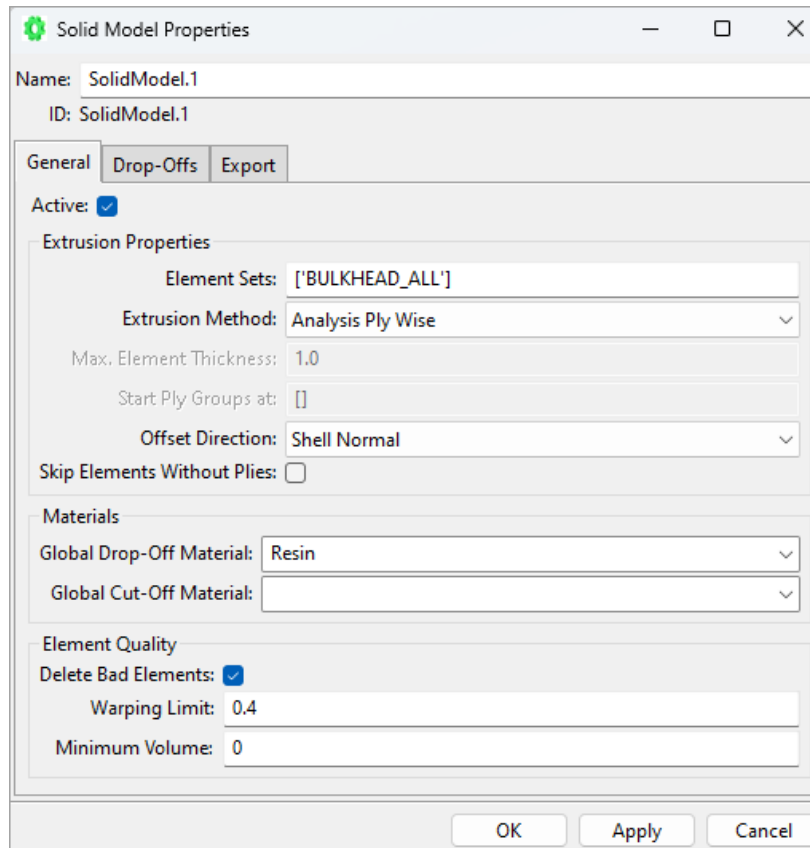 Solid Model Properties
Name: SolidModel.1
ID: SolidModel.1
General Drop-Offs Export
Active:
Extrusion Properties
Element Sets: ['BULKHEAD_ALL']
Extrusion Method: Analysis Ply Wise
Max. Element Thickness: 1.0
Start Ply Groups at: []
Offset Direction: Shell Normal
Skip Elements Without Plies:
Materials
Global Drop-Off Material: Resin
Global Cut-Off Material:
Element Quality
Delete Bad Elements:
Warping Limit: 0.4
Minimum Volume: 0
OK Apply Cancel